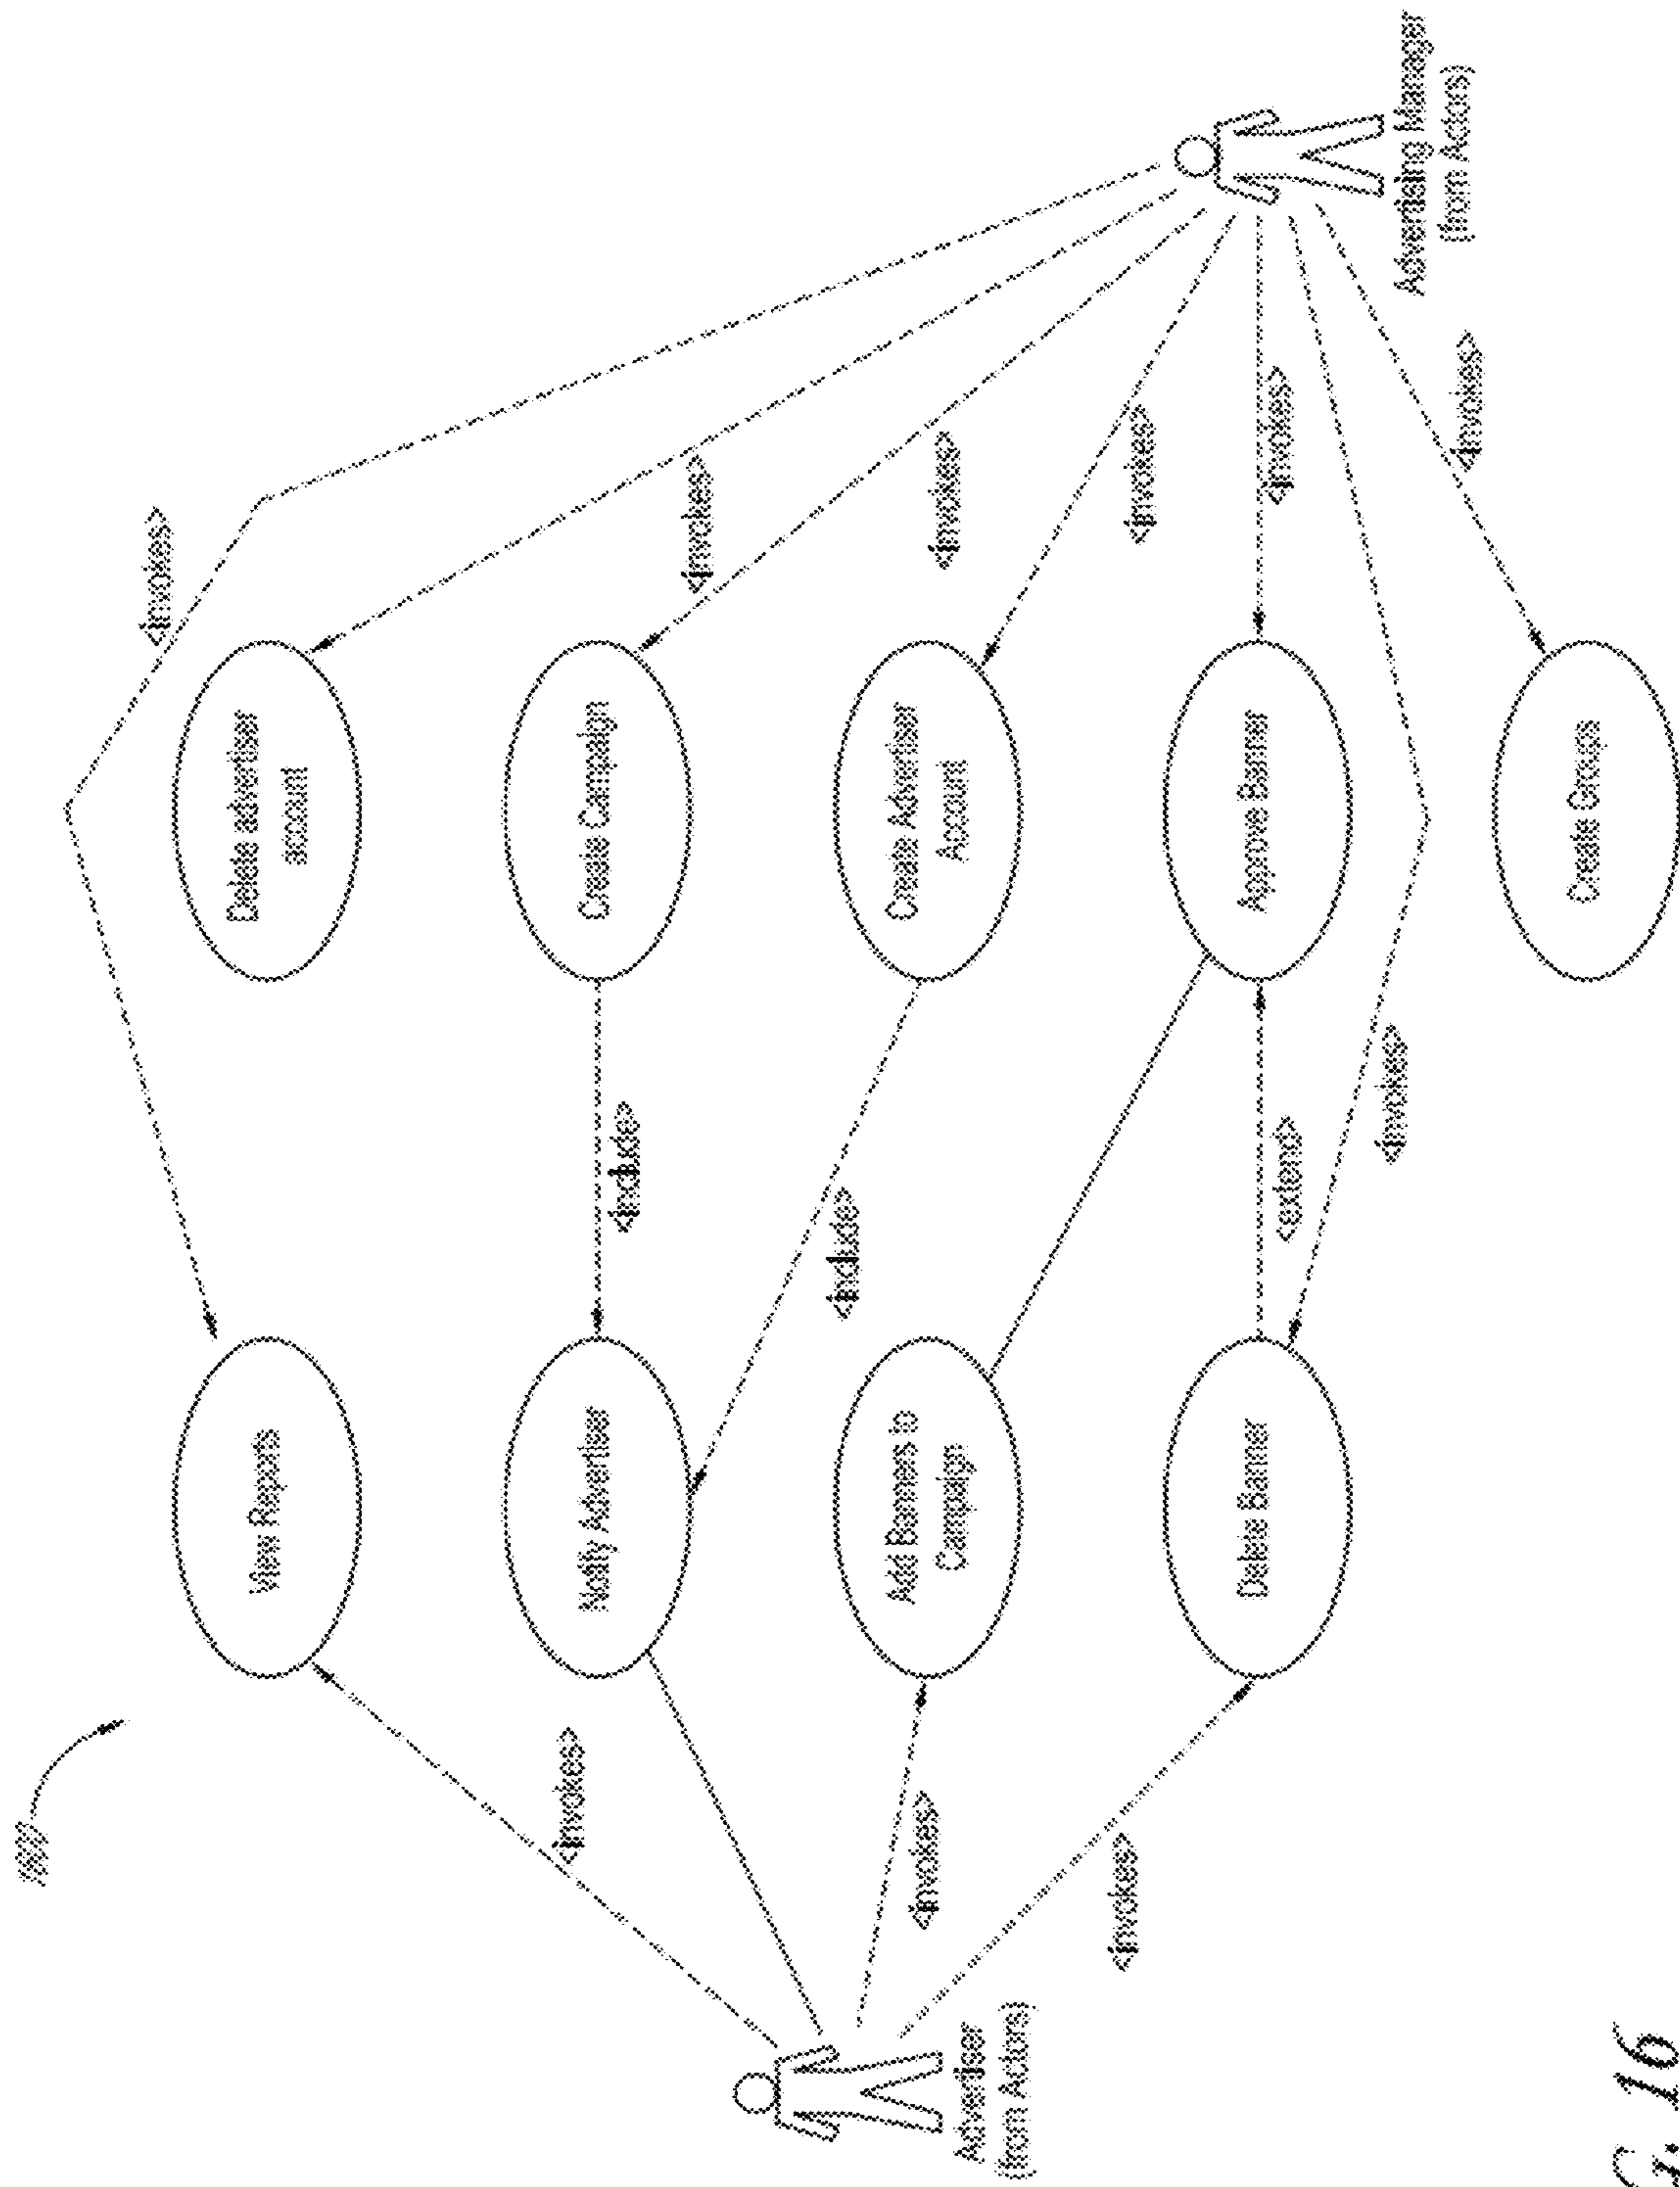 <invokes>
View Reports
Delete advertiser
account
<invokes>
<invokes>
Notify Advertiser
<include>
Create Campaign
<invokes>
<include>
<invokes>
Advertiser
(from Actors)
<invokes>
Add Banners to
Campaign
Create Advertiser
Account
<invokes>
<invokes>
Delete Banner
<extend>
Approve Banner
<invokes>
<invokes>
Advertising Manager
(from Actors)
Create Groups
G. 16